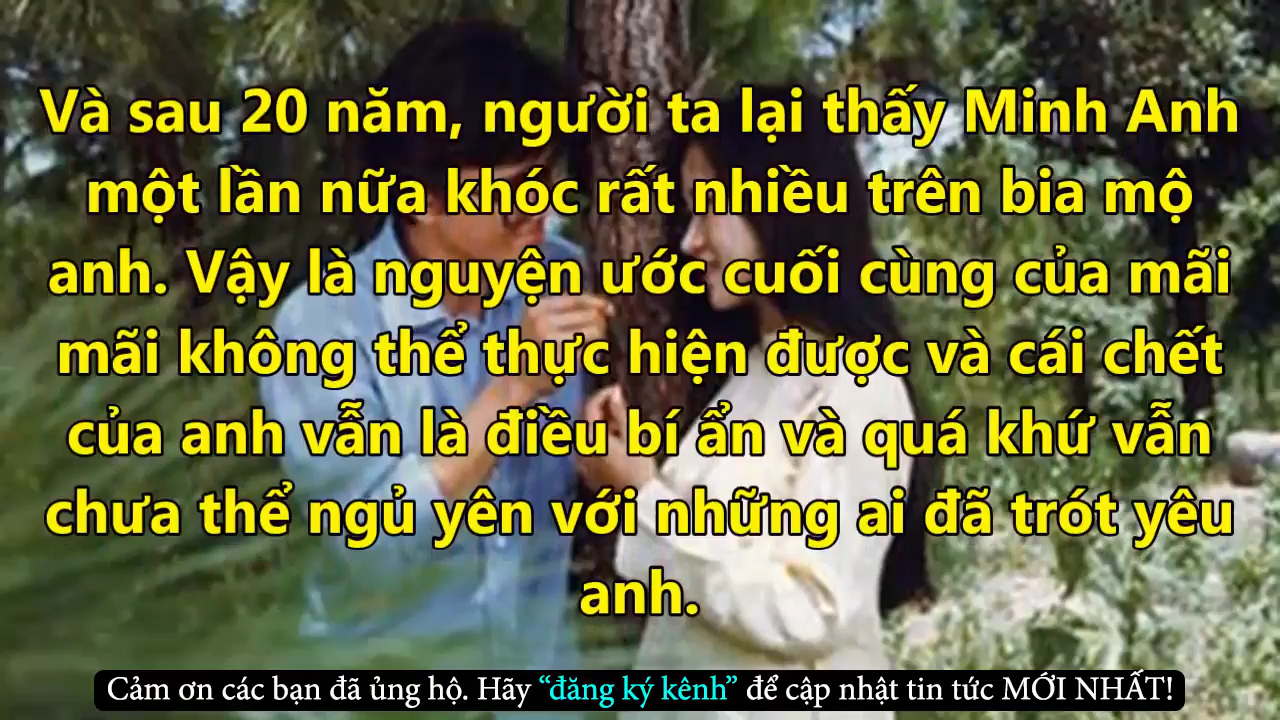 Và sau 20 năm, người ta lại thấy Minh Anh
một lần nữa khóc rất nhiều trên bia mộ
anh. Vậy là nguyện ước cuối cùng của mãi
mãi không thể thực hiện được và cái chết
của anh vẫn là điều bí ẩn và quá khứ vẫn
chưa thể ngủ yên với những ai đã trót yêu
anh.
Cảm ơn các bạn đã ủng hộ. Hãy “đăng ký kênh” để cập nhật tin tức MỚI NHẤT!